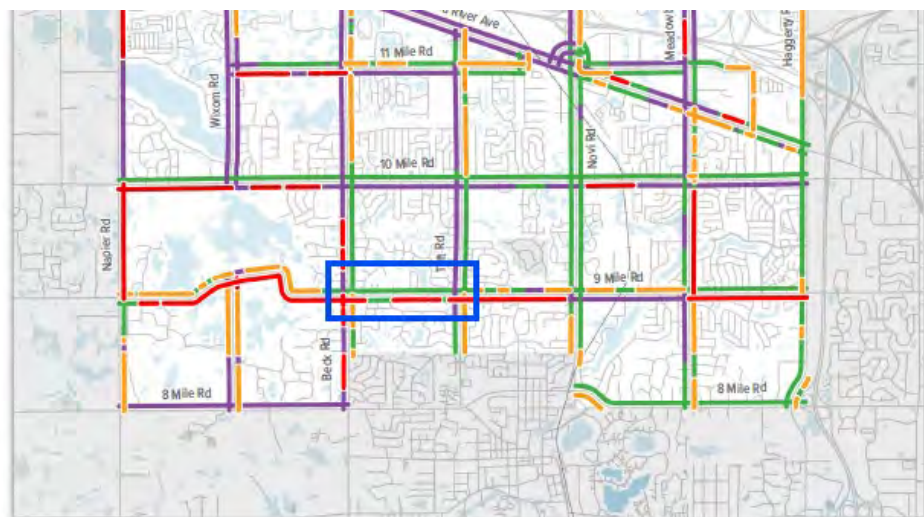 River Ave
Haggerty
11 Mile Rd
Wixom Rd
Novi Rd
10 Mile Rd
Napier Rd
Taft Rd
9 Mile Rd
Beck Rd
8 Mile Rd
8 Mile Rd